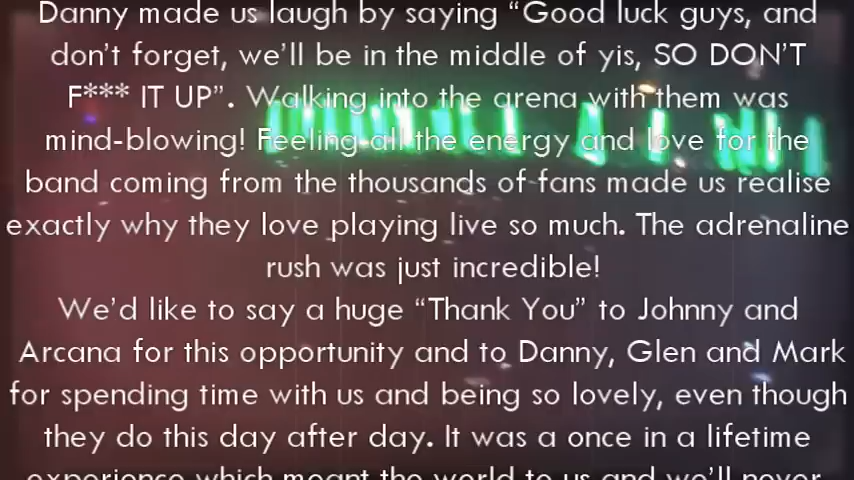 Danny made us laugh by saying “Good luck guys, and
don’t forget, we’ll be in the middle of yis, SO DON’T
F*** IT UP”. Walking into the arena with them was
mind-blowing! Feeling all the energy and love for the
band coming from the thousands of fans made us realise
exactly why they love playing live so much. The adrenaline
rush was just incredible!
We’d like to say a huge “Thank You” to Johnny and
Arcana for this opportunity and to Danny, Glen and Mark
for spending time with us and being so lovely, even though
they do this day after day. It was a once in a lifetime
experience which meant the world to us and we’ll never